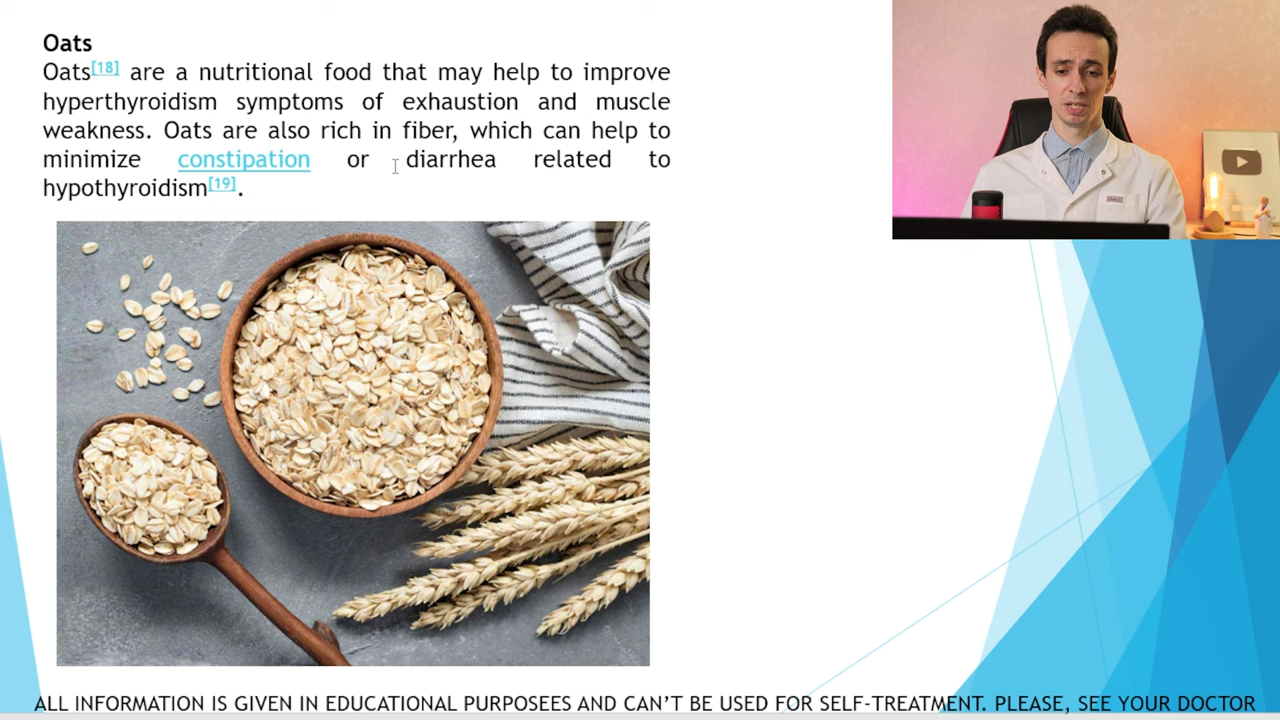 Oats
Oats[18] are a nutritional food that may help to improve
hyperthyroidism symptoms of exhaustion and muscle
weakness. Oats are also rich in fiber, which can help to
minimize constipation or diarrhea related to
hypothyroidism[19].
ALL INFORMATION IS GIVEN IN EDUCATIONAL PURPOSEES AND CAN'T BE USED FOR SELF-TREATMENT. PLEASE, SEE YOUR DOCTOR